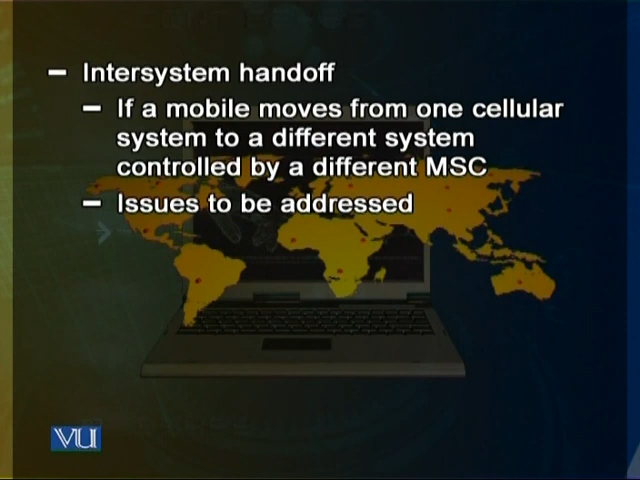 – Intersystem handoff
– If a mobile moves from one cellular
system to a different system
controlled by a different MSC
– Issues to be addressed
VU